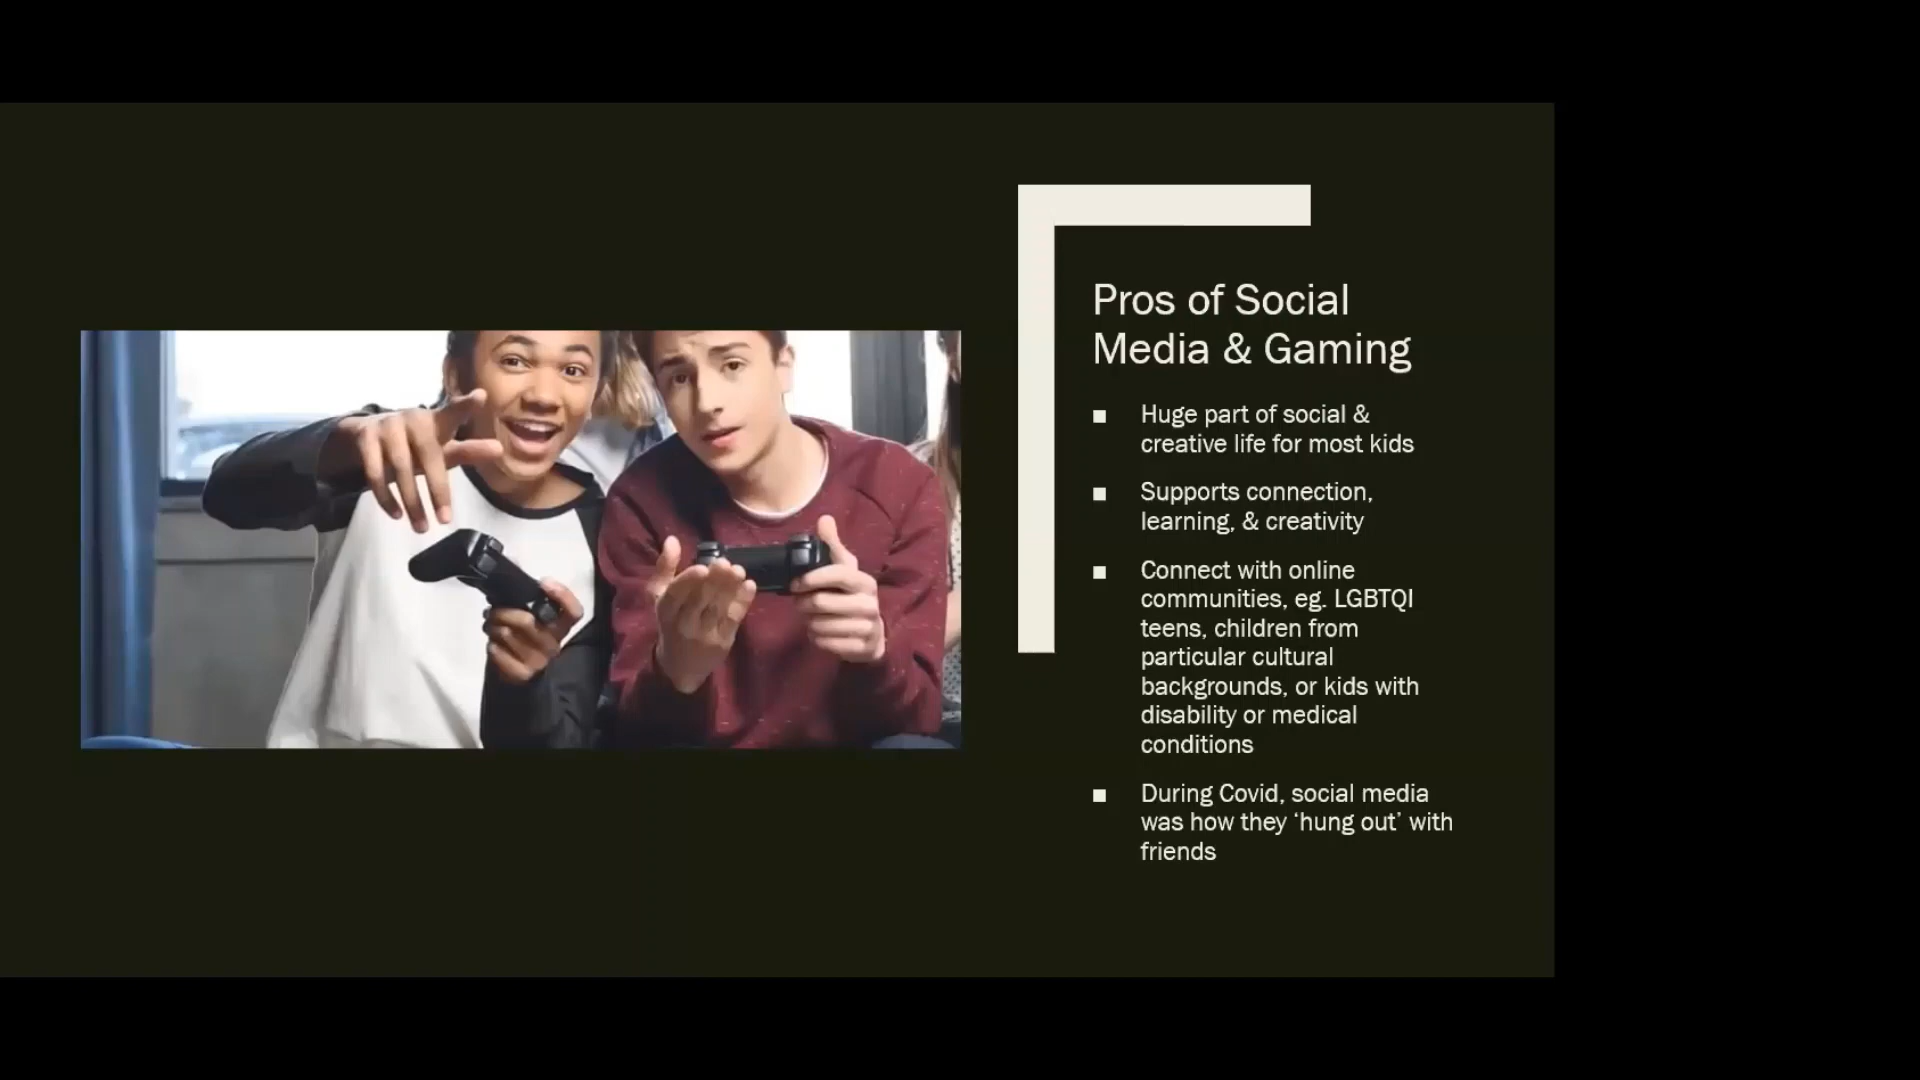 Pros of Social
Media & Gaming
■ Huge part of social &
creative life for most kids
■ Supports connection,
learning, & creativity
■ Connect with online
communities, eg. LGBTQI
teens, children from
particular cultural
backgrounds, or kids with
disability or medical
conditions
■ During Covid, social media
was how they ‘hung out’ with
friends